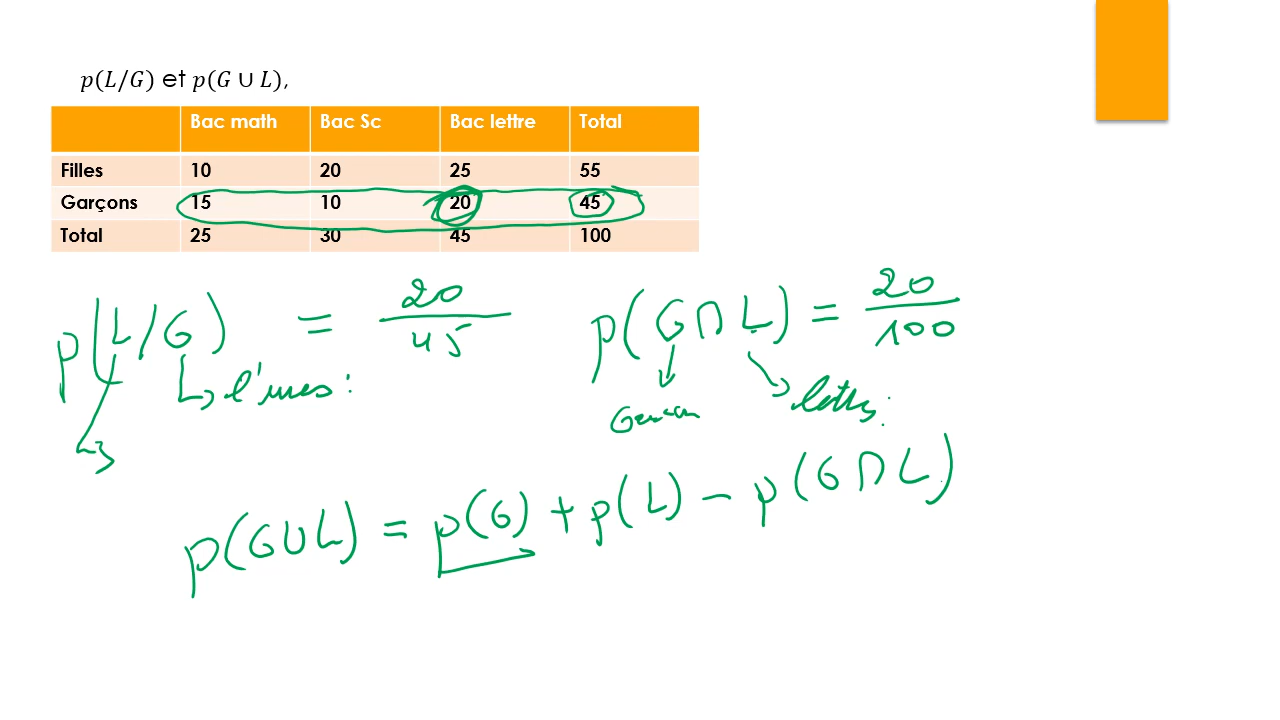 p(L/G) et p(G ∪ L),
Bac math Bac Sc Bac lettre Total
Filles 10 20 25 55
Garçons 15 10 20 45
Total 25 30 45 100
p(L/G) = 20/45 p(G∩L) = 20/100
:
lettres:
p(G∪L) = p(G) + p(L) - p(G∩L)